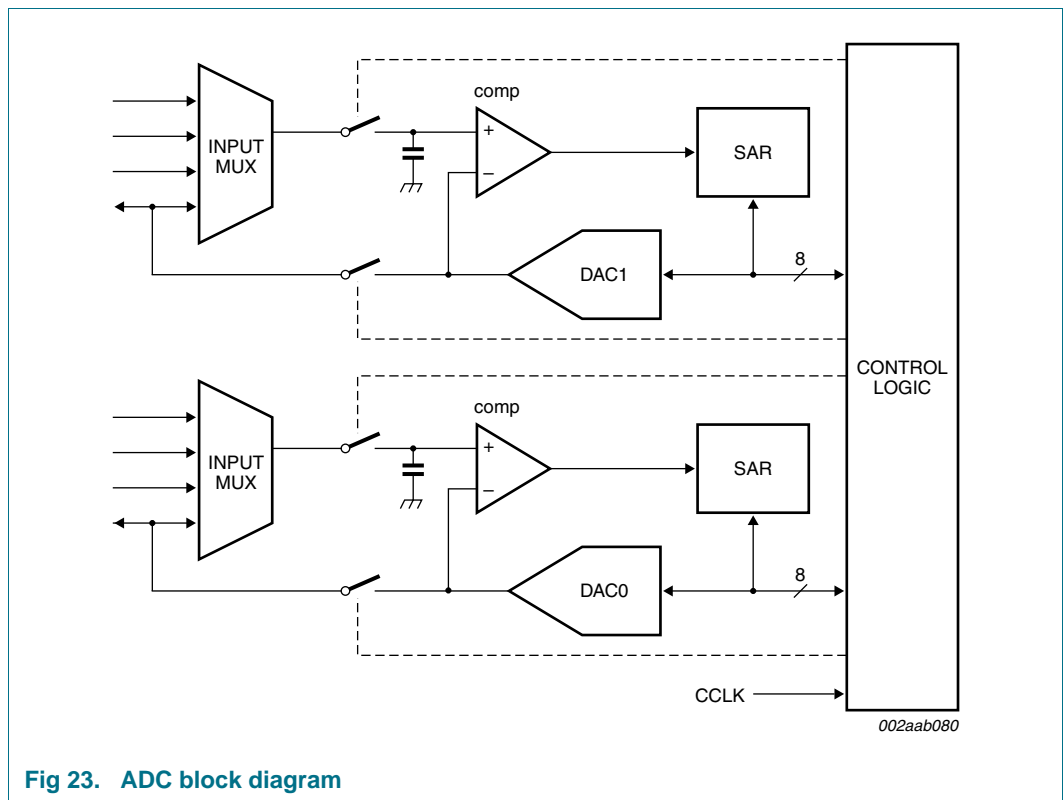 comp
+
−
INPUT
MUX
SAR
DAC1
8
CONTROL
LOGIC
comp
+
−
INPUT
MUX
SAR
DAC0
8
CCLK
002aab080
Fig 23. ADC block diagram